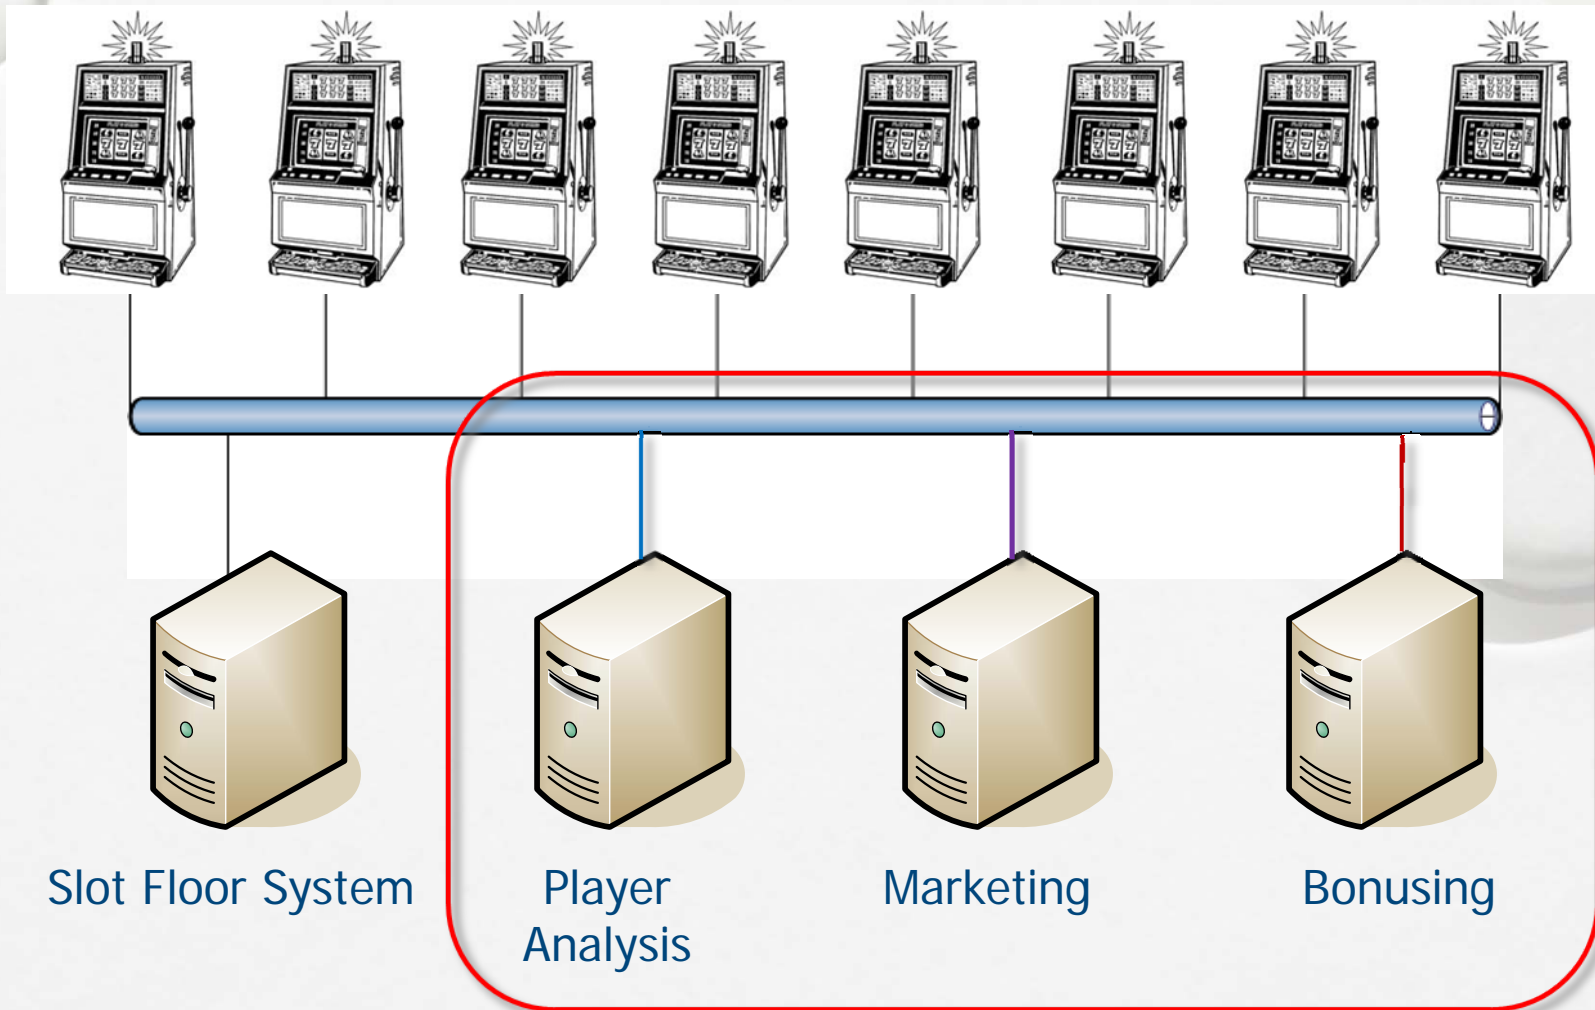 Slot Floor System
Player
Analysis
Marketing
Bonusing